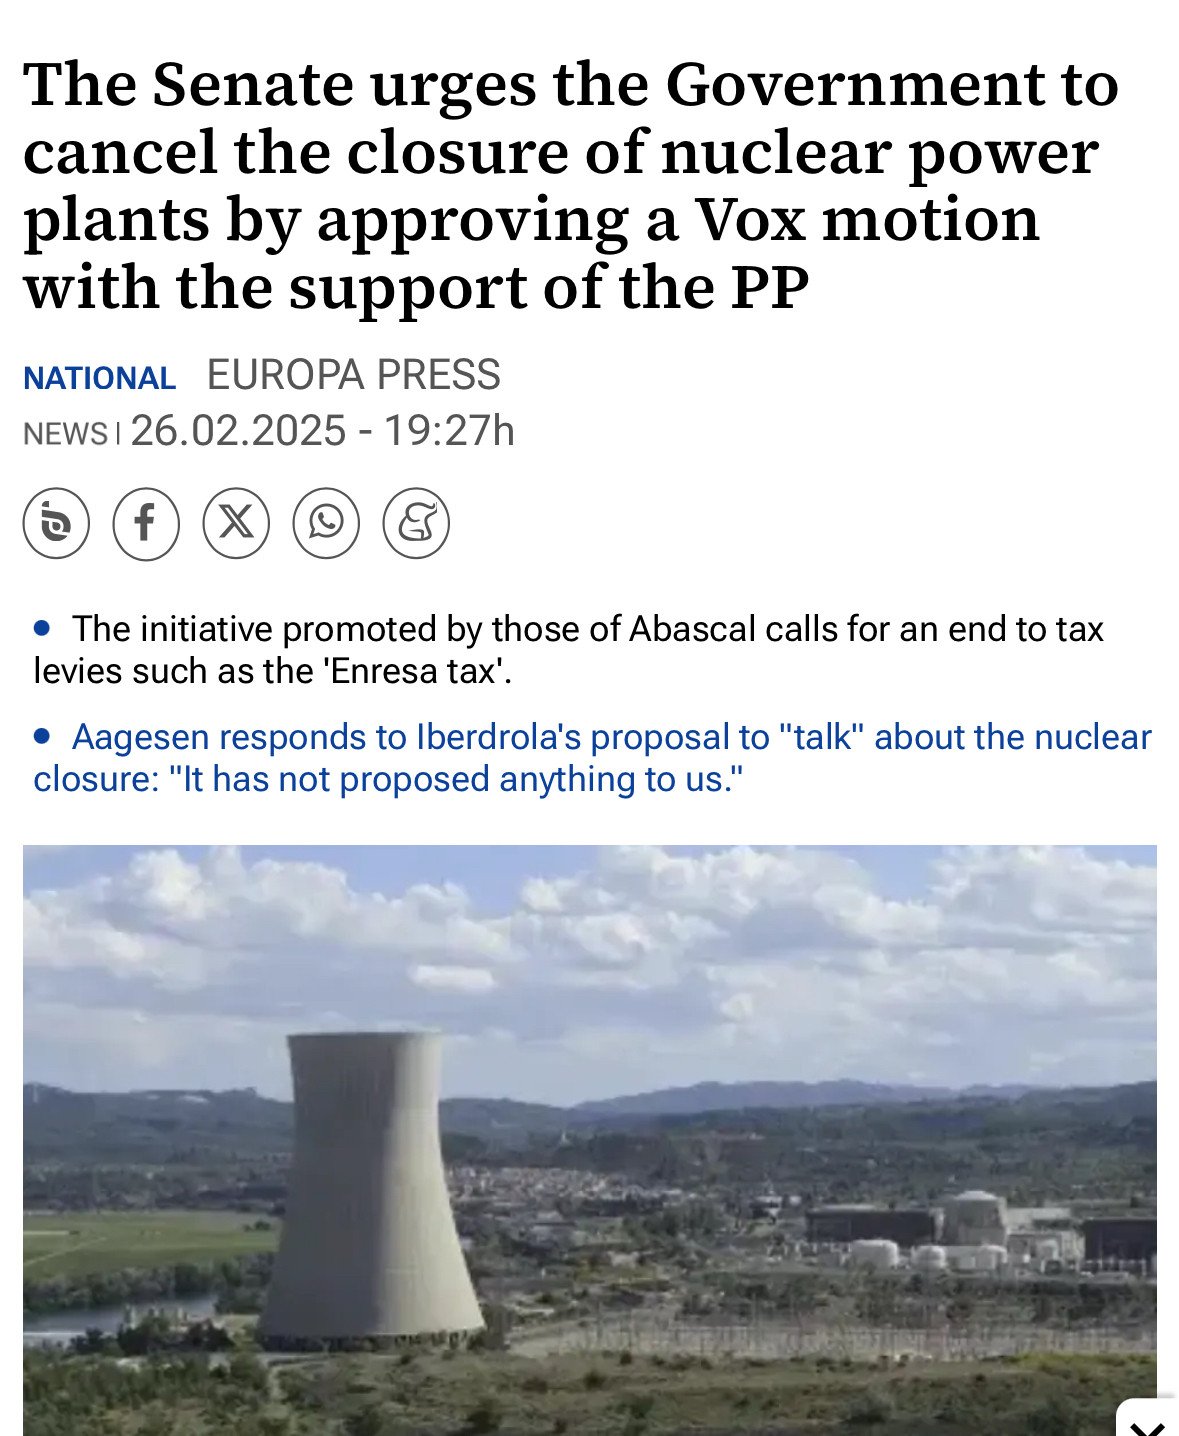 The Senate urges the Government to
cancel the closure of nuclear power
plants by approving a Vox motion
with the support of the PP
NATIONAL EUROPA PRESS
NEWS | 26.02.2025 - 19:27h
The initiative promoted by those of Abascal calls for an end to tax
levies such as the 'Enresa tax'.
Aagesen responds to Iberdrola's proposal to "talk" about the nuclear
closure: "It has not proposed anything to us."